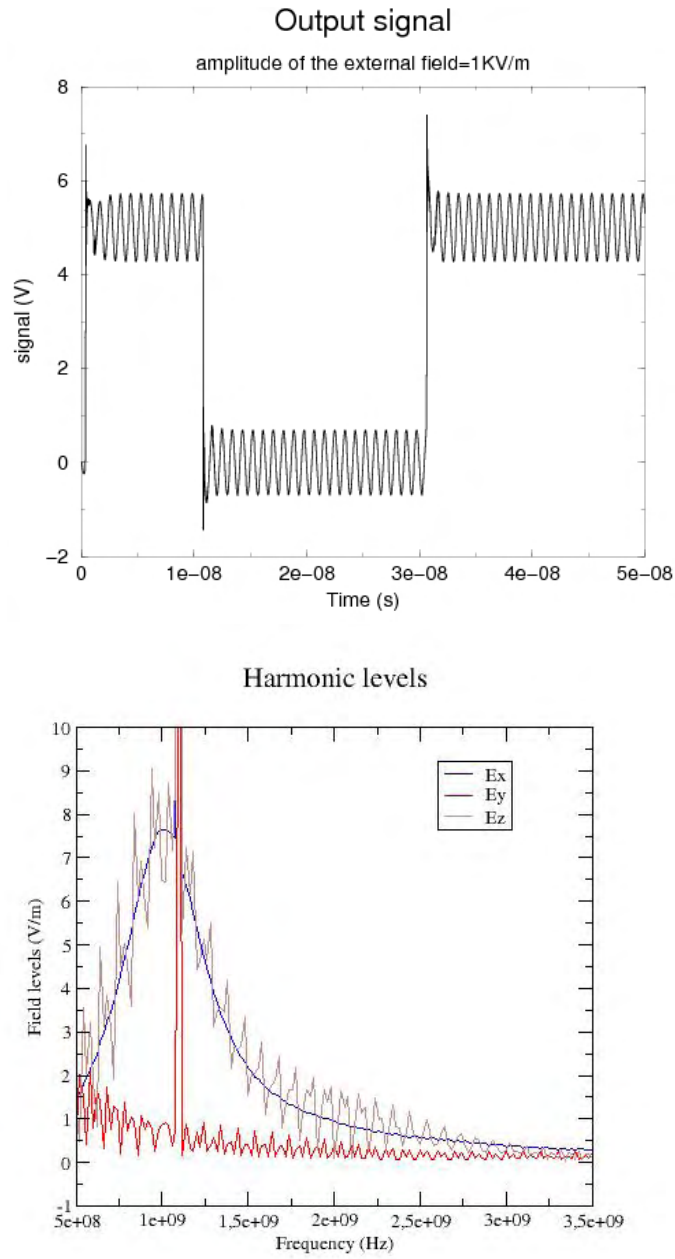 Output signal
amplitude of the external field=1KV/m
8
6
4
2
0
−2
signal (V)
0 1e−08 2e−08 3e−08 4e−08 5e−08
Time (s)
Harmonic levels
10
9
8
7
6
5
4
3
2
1
0
-1
Field levels (V/m)
Ex
Ey
Ez
5e+08 1e+09 1,5e+09 2e+09 2,5e+09 3e+09 3,5e+09
Frequency (Hz)